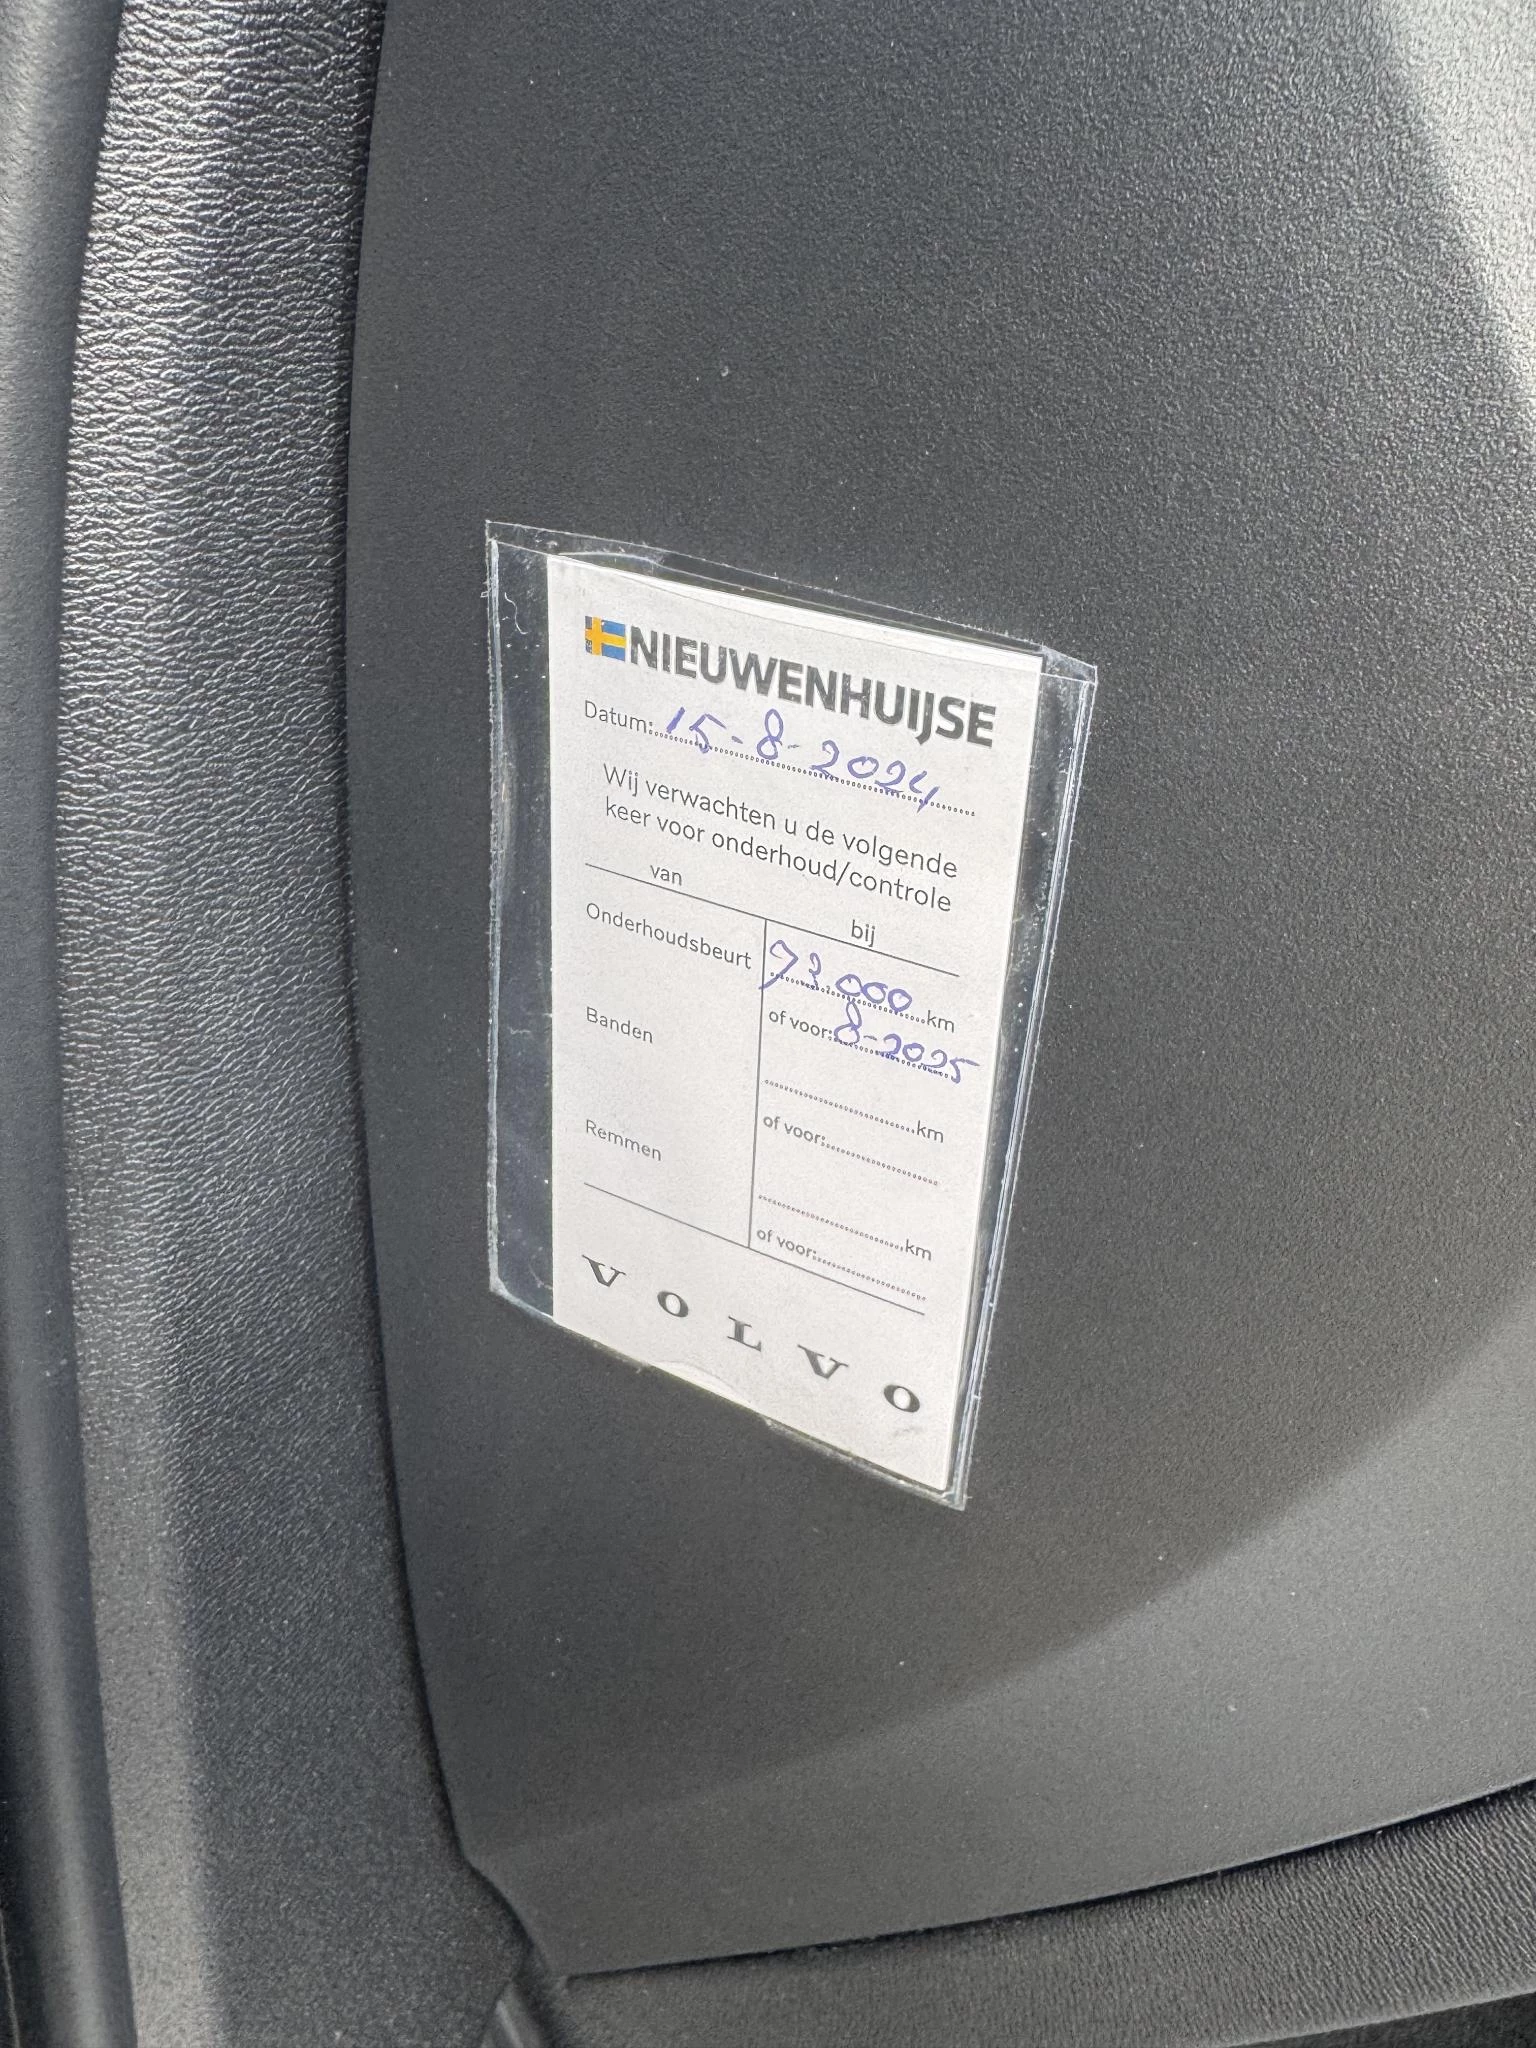 NIEUWENHUIJSE
Datum: 15-8-2024
Wij verwachten u de volgende
keer voor onderhoud/controle
van bij
Onderhoudsbeurt 73.000 km
of voor: 8-2025
Banden
km
of voor:
Remmen
km
of voor:
VOLVO